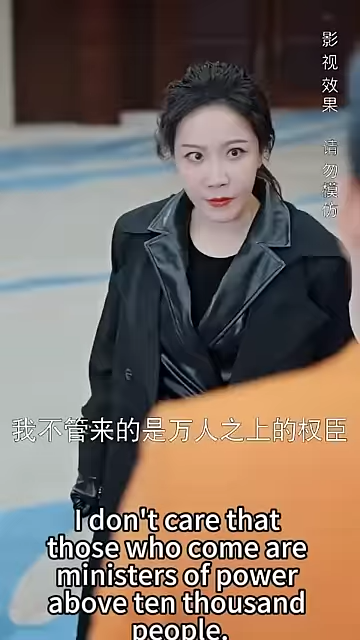 影视效果 请勿模仿
我不管来的是万人之上的权臣
I don't care that
those who come are
ministers of power
above ten thousand
people.